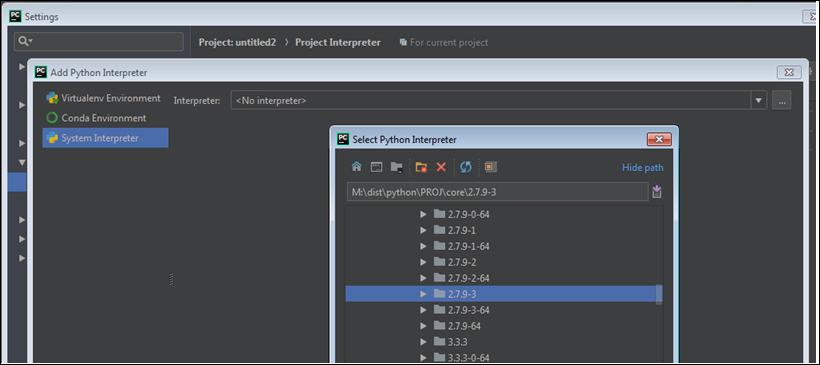 PC Settings
Project: untitled2 > Project Interpreter For current project
PC Add Python Interpreter
Virtualenv Environment
Interpreter: <No interpreter> ...
Conda Environment
System Interpreter
PC Select Python Interpreter
Hide path
M:\dist\python\PROJ\core\2.7.9-3
2.7.9-0-64
2.7.9-1
2.7.9-1-64
2.7.9-2
2.7.9-2-64
2.7.9-3
2.7.9-3-64
2.7.9-64
3.3.3
3.3.3-0-64